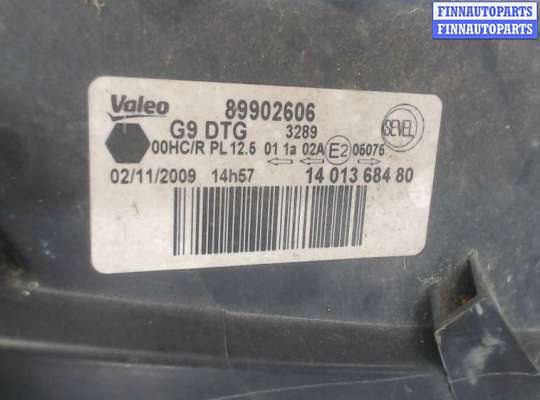 FINNAUTOPARTS
FINNAUTOPARTS
FINNAUTOPARTS
Valeo 89902606
G9 DTG 3289 SEVEL
00HC/R PL 12.5 01 1a 02A E2 06076
02/11/2009 14h57 14 013 684 80